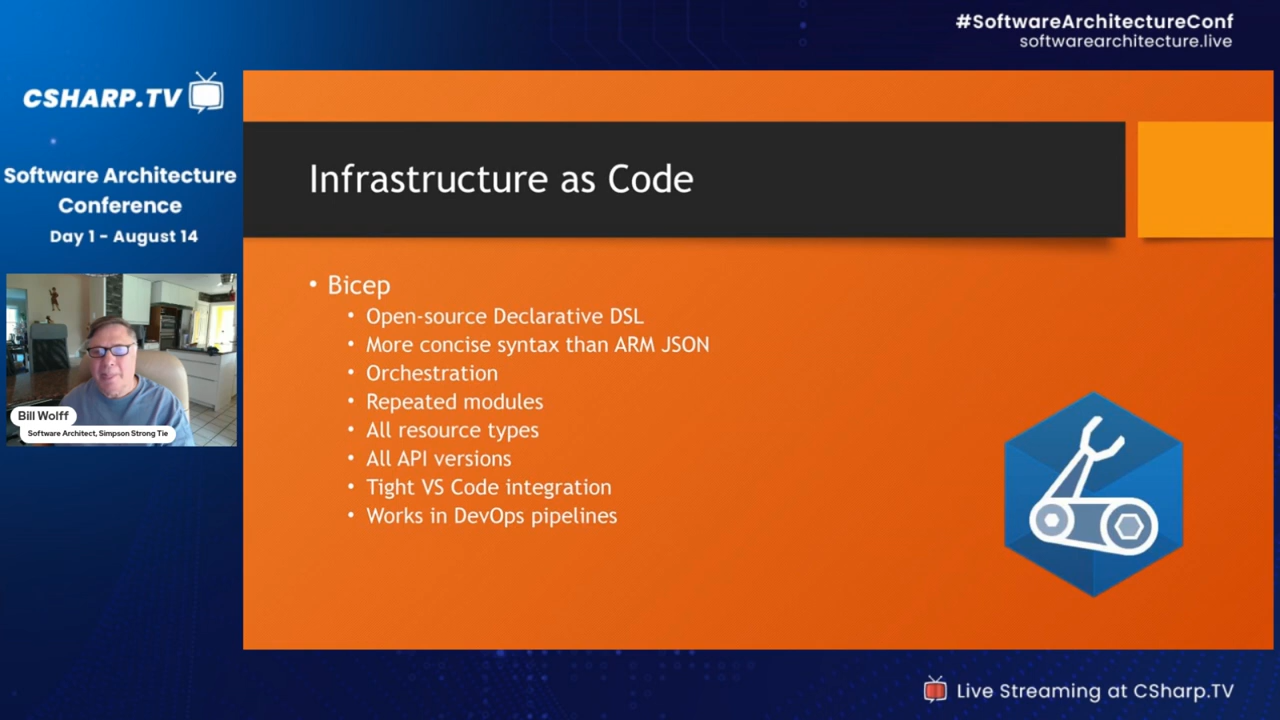 #SoftwareArchitectureConf
softwarearchitecture.live
CSHARP.TV
Software Architecture
Conference
Day 1 - August 14
Bill Wolff
Software Architect, Simpson Strong Tie
Infrastructure as Code
• Bicep
• Open-source Declarative DSL
• More concise syntax than ARM JSON
• Orchestration
• Repeated modules
• All resource types
• All API versions
• Tight VS Code integration
• Works in DevOps pipelines
Live Streaming at CSharp.TV